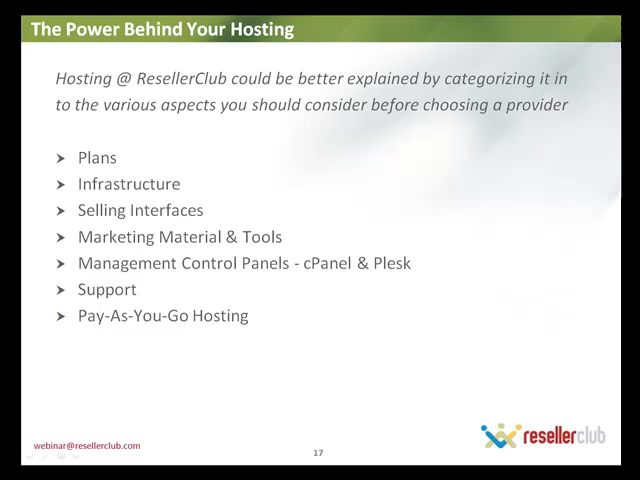 The Power Behind Your Hosting
Hosting @ ResellerClub could be better explained by categorizing it in
to the various aspects you should consider before choosing a provider
➤ Plans
➤ Infrastructure
➤ Selling Interfaces
➤ Marketing Material & Tools
➤ Management Control Panels - cPanel & Plesk
➤ Support
➤ Pay-As-You-Go Hosting
webinar@resellerclub.com
17
resellerclub